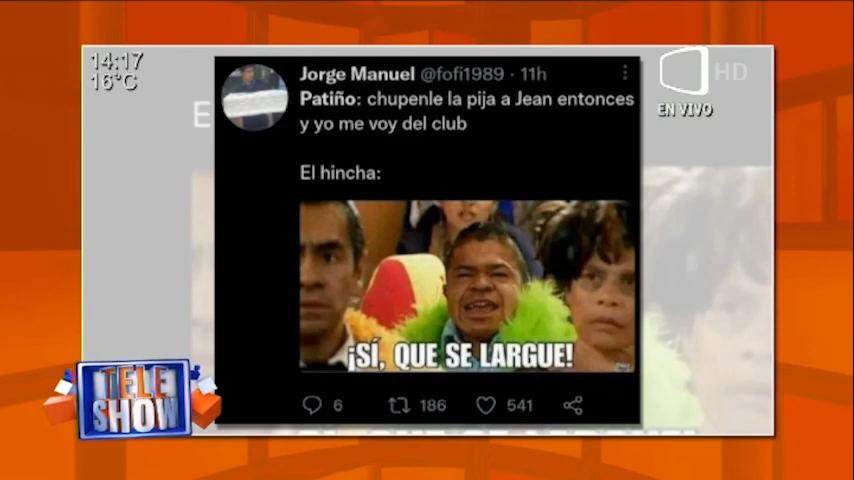 14:17
16°C
HD
EN VIVO
Jorge Manuel @fofi1989 · 11h
Patiño: chupenle la pija a Jean entonces
y yo me voy del club
E
El hincha:
¡SÍ, QUE SE LARGUE!
6 186 541
TELE
SHOW